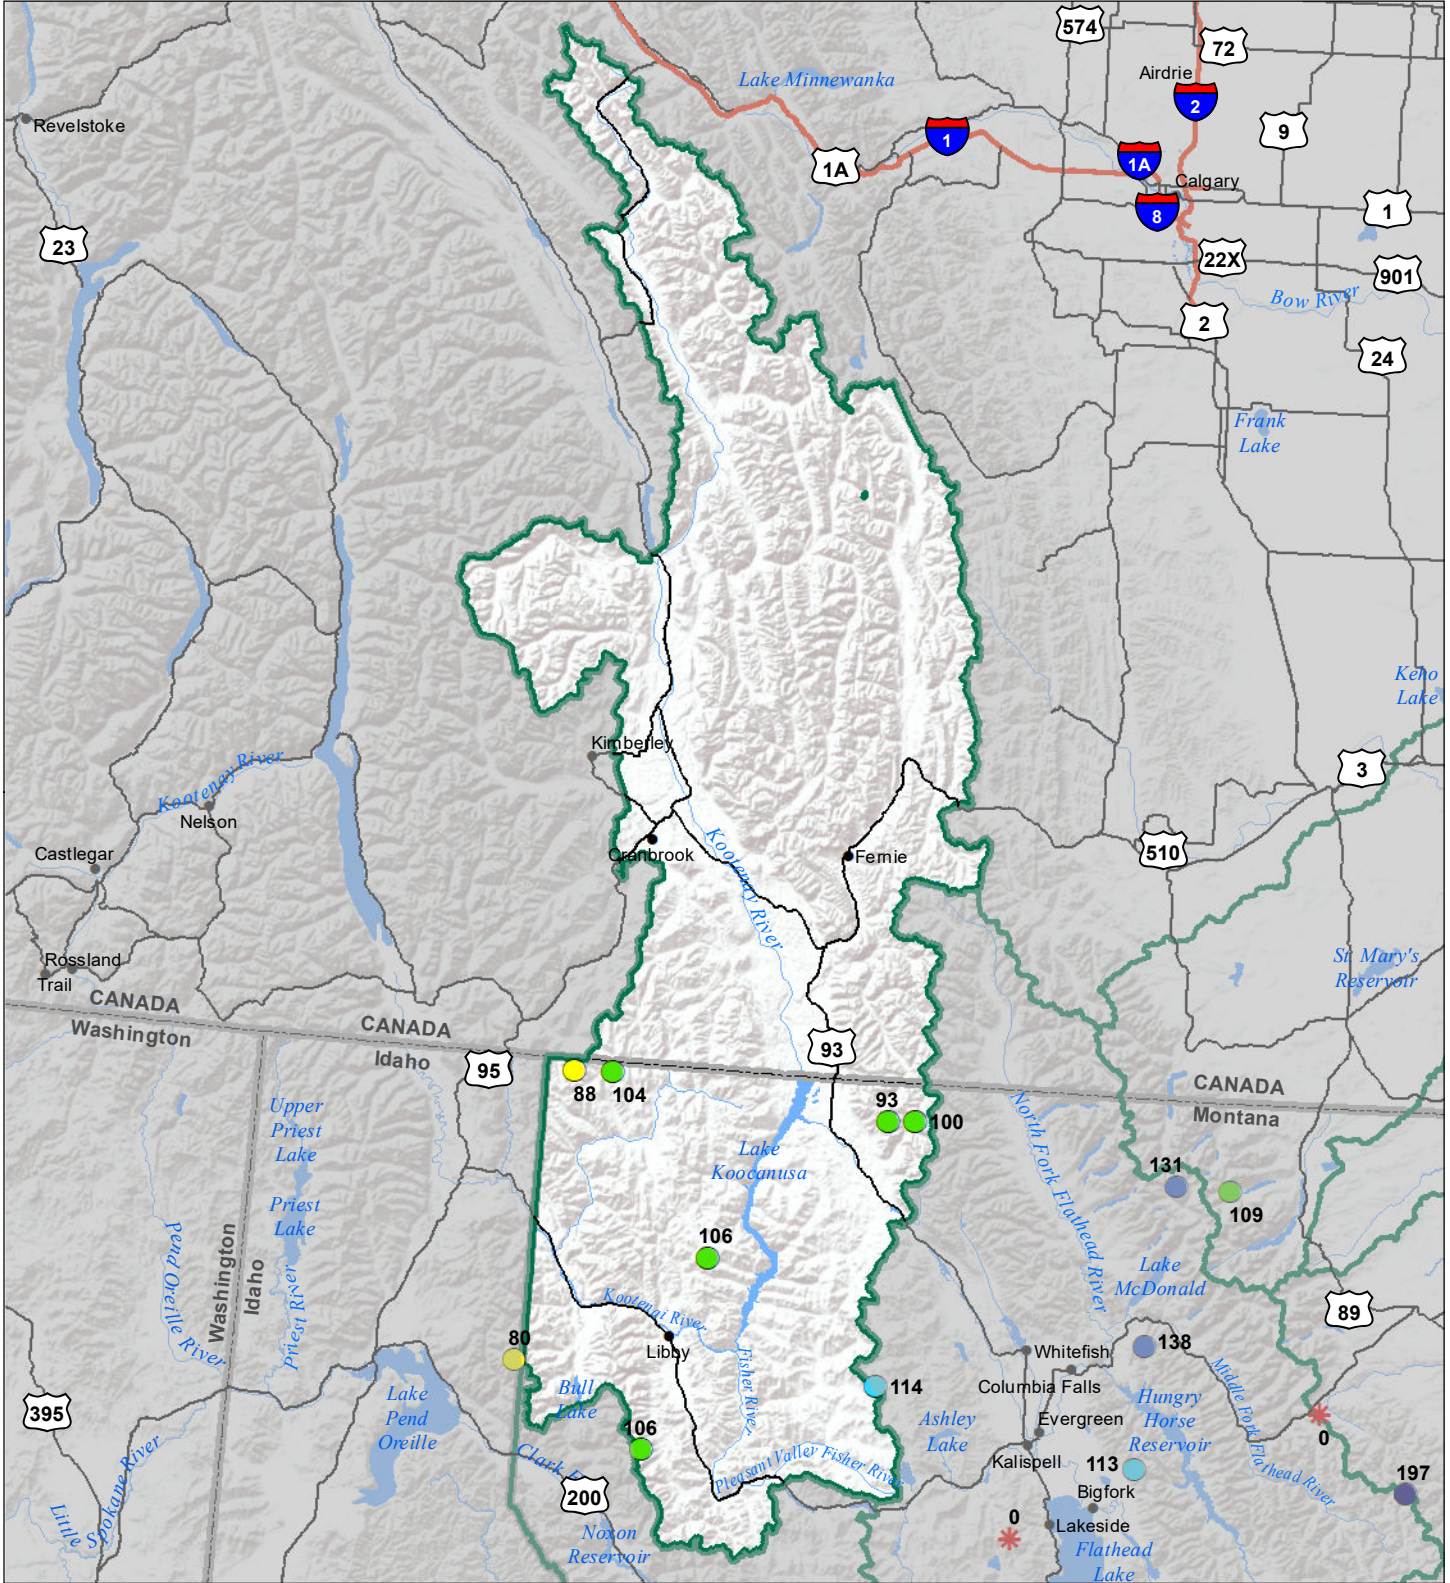 574
72
Airdrie
Lake Minnewanka
2
9
Revelstoke
1
1A
1A
Calgary
8
1
23
22X
901
Bow River
2
24
Frank
Lake
Keho
Lake
Kimberley
3
Kootenay River
Nelson
Cranbrook
Kootenay River
Fernie
510
Castlegar
Rossland
Trail
St. Mary's
Reservoir
CANADA
Washington
CANADA
Idaho
95
93
CANADA
Montana
88
104
93
100
Upper
Priest
Lake
Priest
Lake
Lake
Koocanusa
North Fork Flathead River
131
109
Pend Oreille River
Washington
Idaho
Priest River
106
Lake
McDonald
Kootenai River
89
80
Libby
Fisher River
Whitefish
138
Columbia Falls
114
Middle Fork Flathead River
395
Lake
Pend
Oreille
Bull
Lake
106
Ashley
Lake
Evergreen
Hungry
Horse
Reservoir
0
Kalispell
113
Pleasant Valley Fisher River
Clark
200
Bigfork
197
Little
Spokane River
Noxon
Reservoir
0
Lakeside
Flathead
Lake